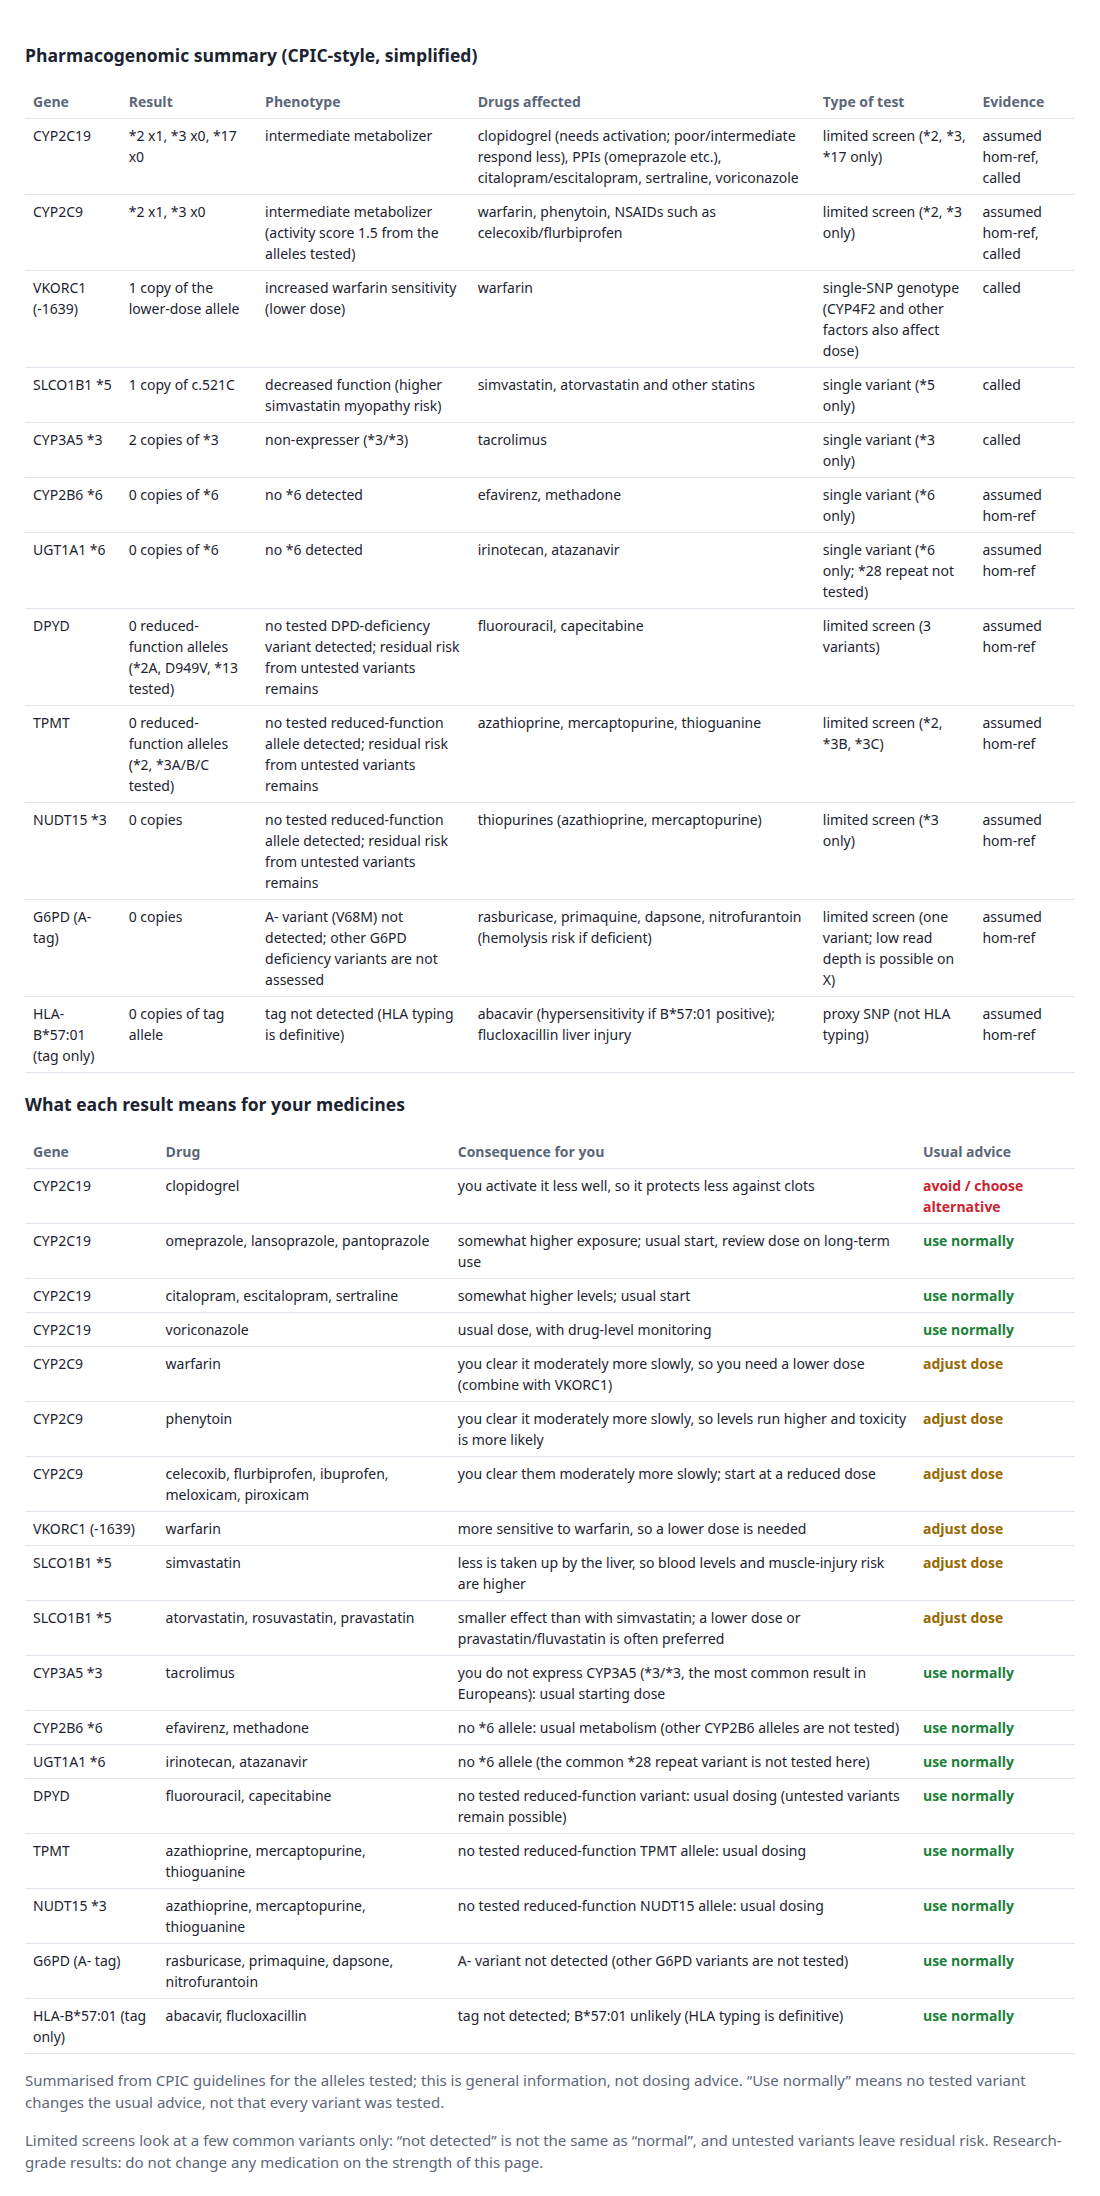 Pharmacogenomic summary (CPIC-style, simplified)
Gene Result Phenotype Drugs affected Type of test Evidence
CYP2C19 *2 x1, *3 x0, *17 intermediate metabolizer clopidogrel (needs activation; poor/intermediate limited screen (*2, *3, assumed
x0 respond less), PPIs (omeprazole etc.), *17 only) hom-ref,
citalopram/escitalopram, sertraline, voriconazole called
CYP2C9 *2 x1, *3 x0 intermediate metabolizer warfarin, phenytoin, NSAIDs such as limited screen (*2, *3 assumed
(activity score 1.5 from the celecoxib/flurbiprofen only) hom-ref,
alleles tested) called
VKORC1 1 copy of the increased warfarin sensitivity warfarin single-SNP genotype called
(-1639) lower-dose allele (lower dose) (CYP4F2 and other
factors also affect
dose)
SLCO1B1 *5 1 copy of c.521C decreased function (higher simvastatin, atorvastatin and other statins single variant (*5 called
simvastatin myopathy risk) only)
CYP3A5 *3 2 copies of *3 non-expresser (*3/*3) tacrolimus single variant (*3 called
only)
CYP2B6 *6 0 copies of *6 no *6 detected efavirenz, methadone single variant (*6 assumed
only) hom-ref
UGT1A1 *6 0 copies of *6 no *6 detected irinotecan, atazanavir single variant (*6 assumed
only; *28 repeat not hom-ref
tested)
DPYD 0 reduced- no tested DPD-deficiency fluorouracil, capecitabine limited screen (3 assumed
function alleles variant detected; residual risk variants) hom-ref
(*2A, D949V, *13 from untested variants
tested) remains
TPMT 0 reduced- no tested reduced-function azathioprine, mercaptopurine, thioguanine limited screen (*2, assumed
function alleles allele detected; residual risk *3B, *3C) hom-ref
(*2, *3A/B/C from untested variants
tested) remains
NUDT15 *3 0 copies no tested reduced-function thiopurines (azathioprine, mercaptopurine) limited screen (*3 assumed
allele detected; residual risk only) hom-ref
from untested variants
remains
G6PD (A- 0 copies A- variant (V68M) not rasburicase, primaquine, dapsone, nitrofurantoin limited screen (one assumed
tag) detected; other G6PD (hemolysis risk if deficient) variant; low read hom-ref
deficiency variants are not depth is possible on
assessed X)
HLA- 0 copies of tag tag not detected (HLA typing abacavir (hypersensitivity if B*57:01 positive); proxy SNP (not HLA assumed
B*57:01 allele is definitive) flucloxacillin liver injury typing) hom-ref
(tag only)
What each result means for your medicines
Gene Drug Consequence for you Usual advice
CYP2C19 clopidogrel you activate it less well, so it protects less against clots avoid / choose
alternative
CYP2C19 omeprazole, lansoprazole, pantoprazole somewhat higher exposure; usual start, review dose on long-term use normally
use
CYP2C19 citalopram, escitalopram, sertraline somewhat higher levels; usual start use normally
CYP2C19 voriconazole usual dose, with drug-level monitoring use normally
CYP2C9 warfarin you clear it moderately more slowly, so you need a lower dose adjust dose
(combine with VKORC1)
CYP2C9 phenytoin you clear it moderately more slowly, so levels run higher and toxicity adjust dose
is more likely
CYP2C9 celecoxib, flurbiprofen, ibuprofen, you clear them moderately more slowly; start at a reduced dose adjust dose
meloxicam, piroxicam
VKORC1 (-1639) warfarin more sensitive to warfarin, so a lower dose is needed adjust dose
SLCO1B1 *5 simvastatin less is taken up by the liver, so blood levels and muscle-injury risk adjust dose
are higher
SLCO1B1 *5 atorvastatin, rosuvastatin, pravastatin smaller effect than with simvastatin; a lower dose or adjust dose
pravastatin/fluvastatin is often preferred
CYP3A5 *3 tacrolimus you do not express CYP3A5 (*3/*3, the most common result in use normally
Europeans): usual starting dose
CYP2B6 *6 efavirenz, methadone no *6 allele: usual metabolism (other CYP2B6 alleles are not tested) use normally
UGT1A1 *6 irinotecan, atazanavir no *6 allele (the common *28 repeat variant is not tested here) use normally
DPYD fluorouracil, capecitabine no tested reduced-function variant: usual dosing (untested variants use normally
remain possible)
TPMT azathioprine, mercaptopurine, no tested reduced-function TPMT allele: usual dosing use normally
thioguanine
NUDT15 *3 azathioprine, mercaptopurine, no tested reduced-function NUDT15 allele: usual dosing use normally
thioguanine
G6PD (A- tag) rasburicase, primaquine, dapsone, A- variant not detected (other G6PD variants are not tested) use normally
nitrofurantoin
HLA-B*57:01 (tag abacavir, flucloxacillin tag not detected; B*57:01 unlikely (HLA typing is definitive) use normally
only)
Summarised from CPIC guidelines for the alleles tested; this is general information, not dosing advice. “Use normally” means no tested variant
changes the usual advice, not that every variant was tested.
Limited screens look at a few common variants only: “not detected” is not the same as “normal”, and untested variants leave residual risk. Research-
grade results: do not change any medication on the strength of this page.